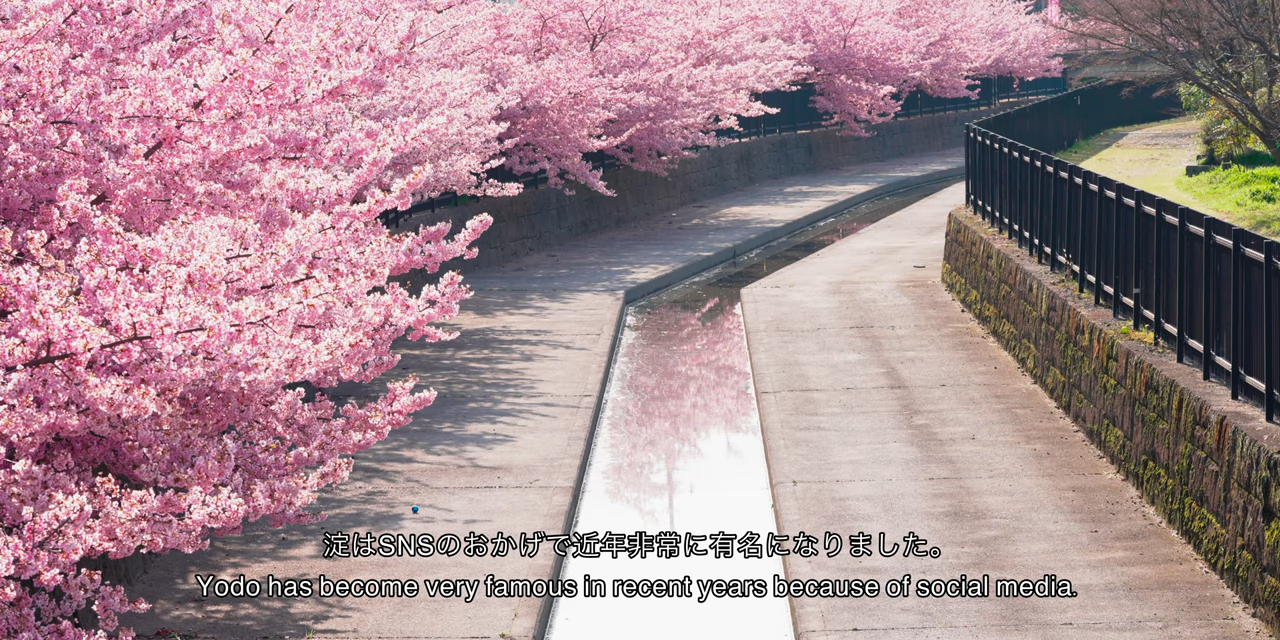 淀はSNSのおかげで近年非常に有名になりました。
Yodo has become very famous in recent years because of social media.